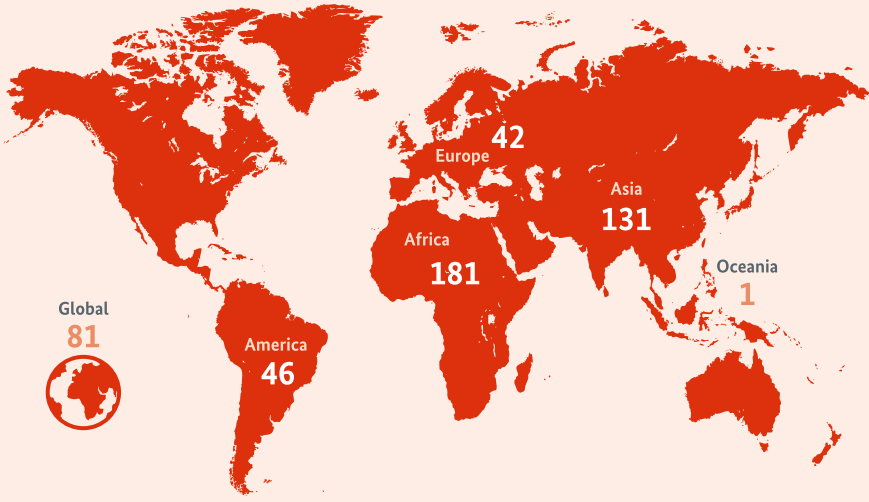 42
Europe
Asia
131
Africa
181
Oceania
1
Global
81
America
46